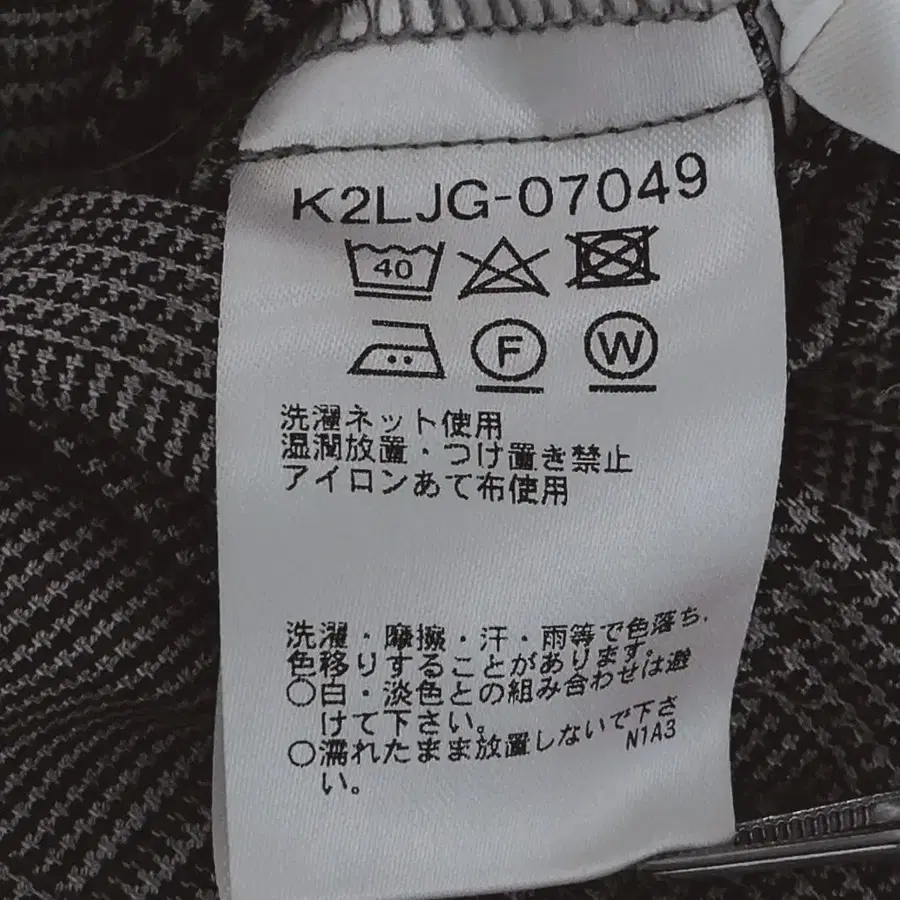 K2LJG-07049
40
F W
洗濯ネット使用
湿潤放置・つけ置き禁止
アイロンあて布使用
洗濯・摩擦・汗・雨等で色落ち,
色移りすることがあります。
○白・淡色との組み合わせは避
けて下さい。
○濡れたまま放置しないで下さ
い。
N1A3